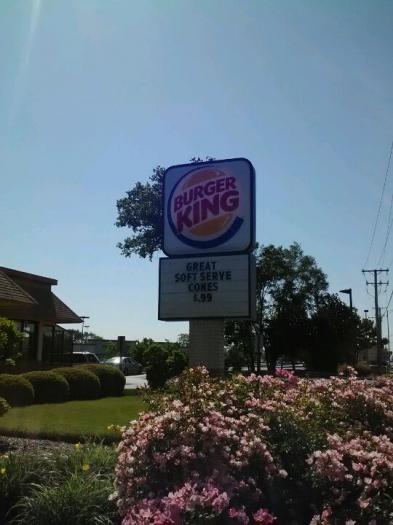 BURGER
KING
GREAT
SOFT SERVE
CONES
$.99